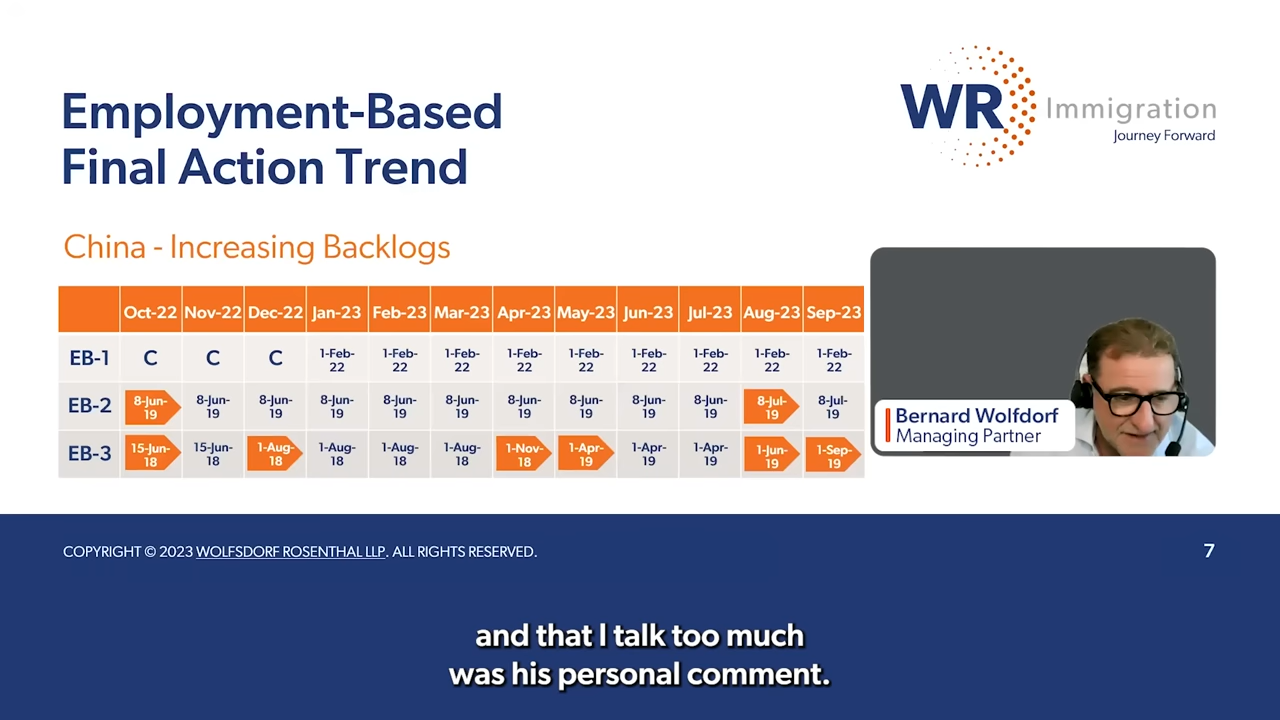 Employment-Based
Final Action Trend
WR Immigration
Journey Forward
China - Increasing Backlogs
Oct-22 Nov-22 Dec-22 Jan-23 Feb-23 Mar-23 Apr-23 May-23 Jun-23 Jul-23 Aug-23 Sep-23
EB-1 C C C 1-Feb-22 1-Feb-22 1-Feb-22 1-Feb-22 1-Feb-22 1-Feb-22 1-Feb-22 1-Feb-22 1-Feb-22
EB-2 8-Jun-19 8-Jun-19 8-Jun-19 8-Jun-19 8-Jun-19 8-Jun-19 8-Jun-19 8-Jun-19 8-Jun-19 8-Jun-19 8-Jul-19 8-Jul-19
EB-3 15-Jun-18 15-Jun-18 1-Aug-18 1-Aug-18 1-Aug-18 1-Aug-18 1-Nov-18 1-Apr-19 1-Apr-19 1-Apr-19 1-Jun-19 1-Sep-19
Bernard Wolfdorf
Managing Partner
COPYRIGHT © 2023 WOLFSDORF ROSENTHAL LLP. ALL RIGHTS RESERVED.
7
and that I talk too much
was his personal comment.